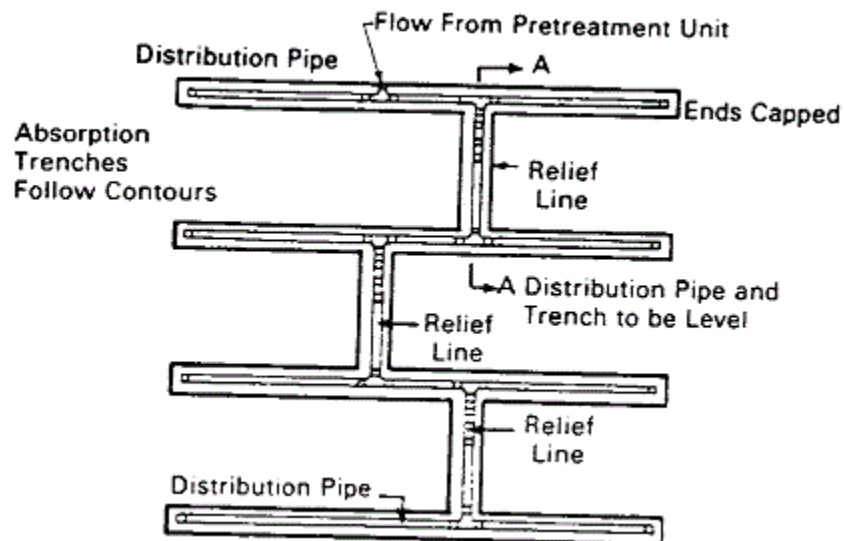 Flow From Pretreatment Unit
Distribution Pipe
A
Ends Capped
Absorption
Trenches
Follow Contours
Relief
Line
A Distribution Pipe and
Trench to be Level
Relief
Line
Relief
Line
Distribution Pipe